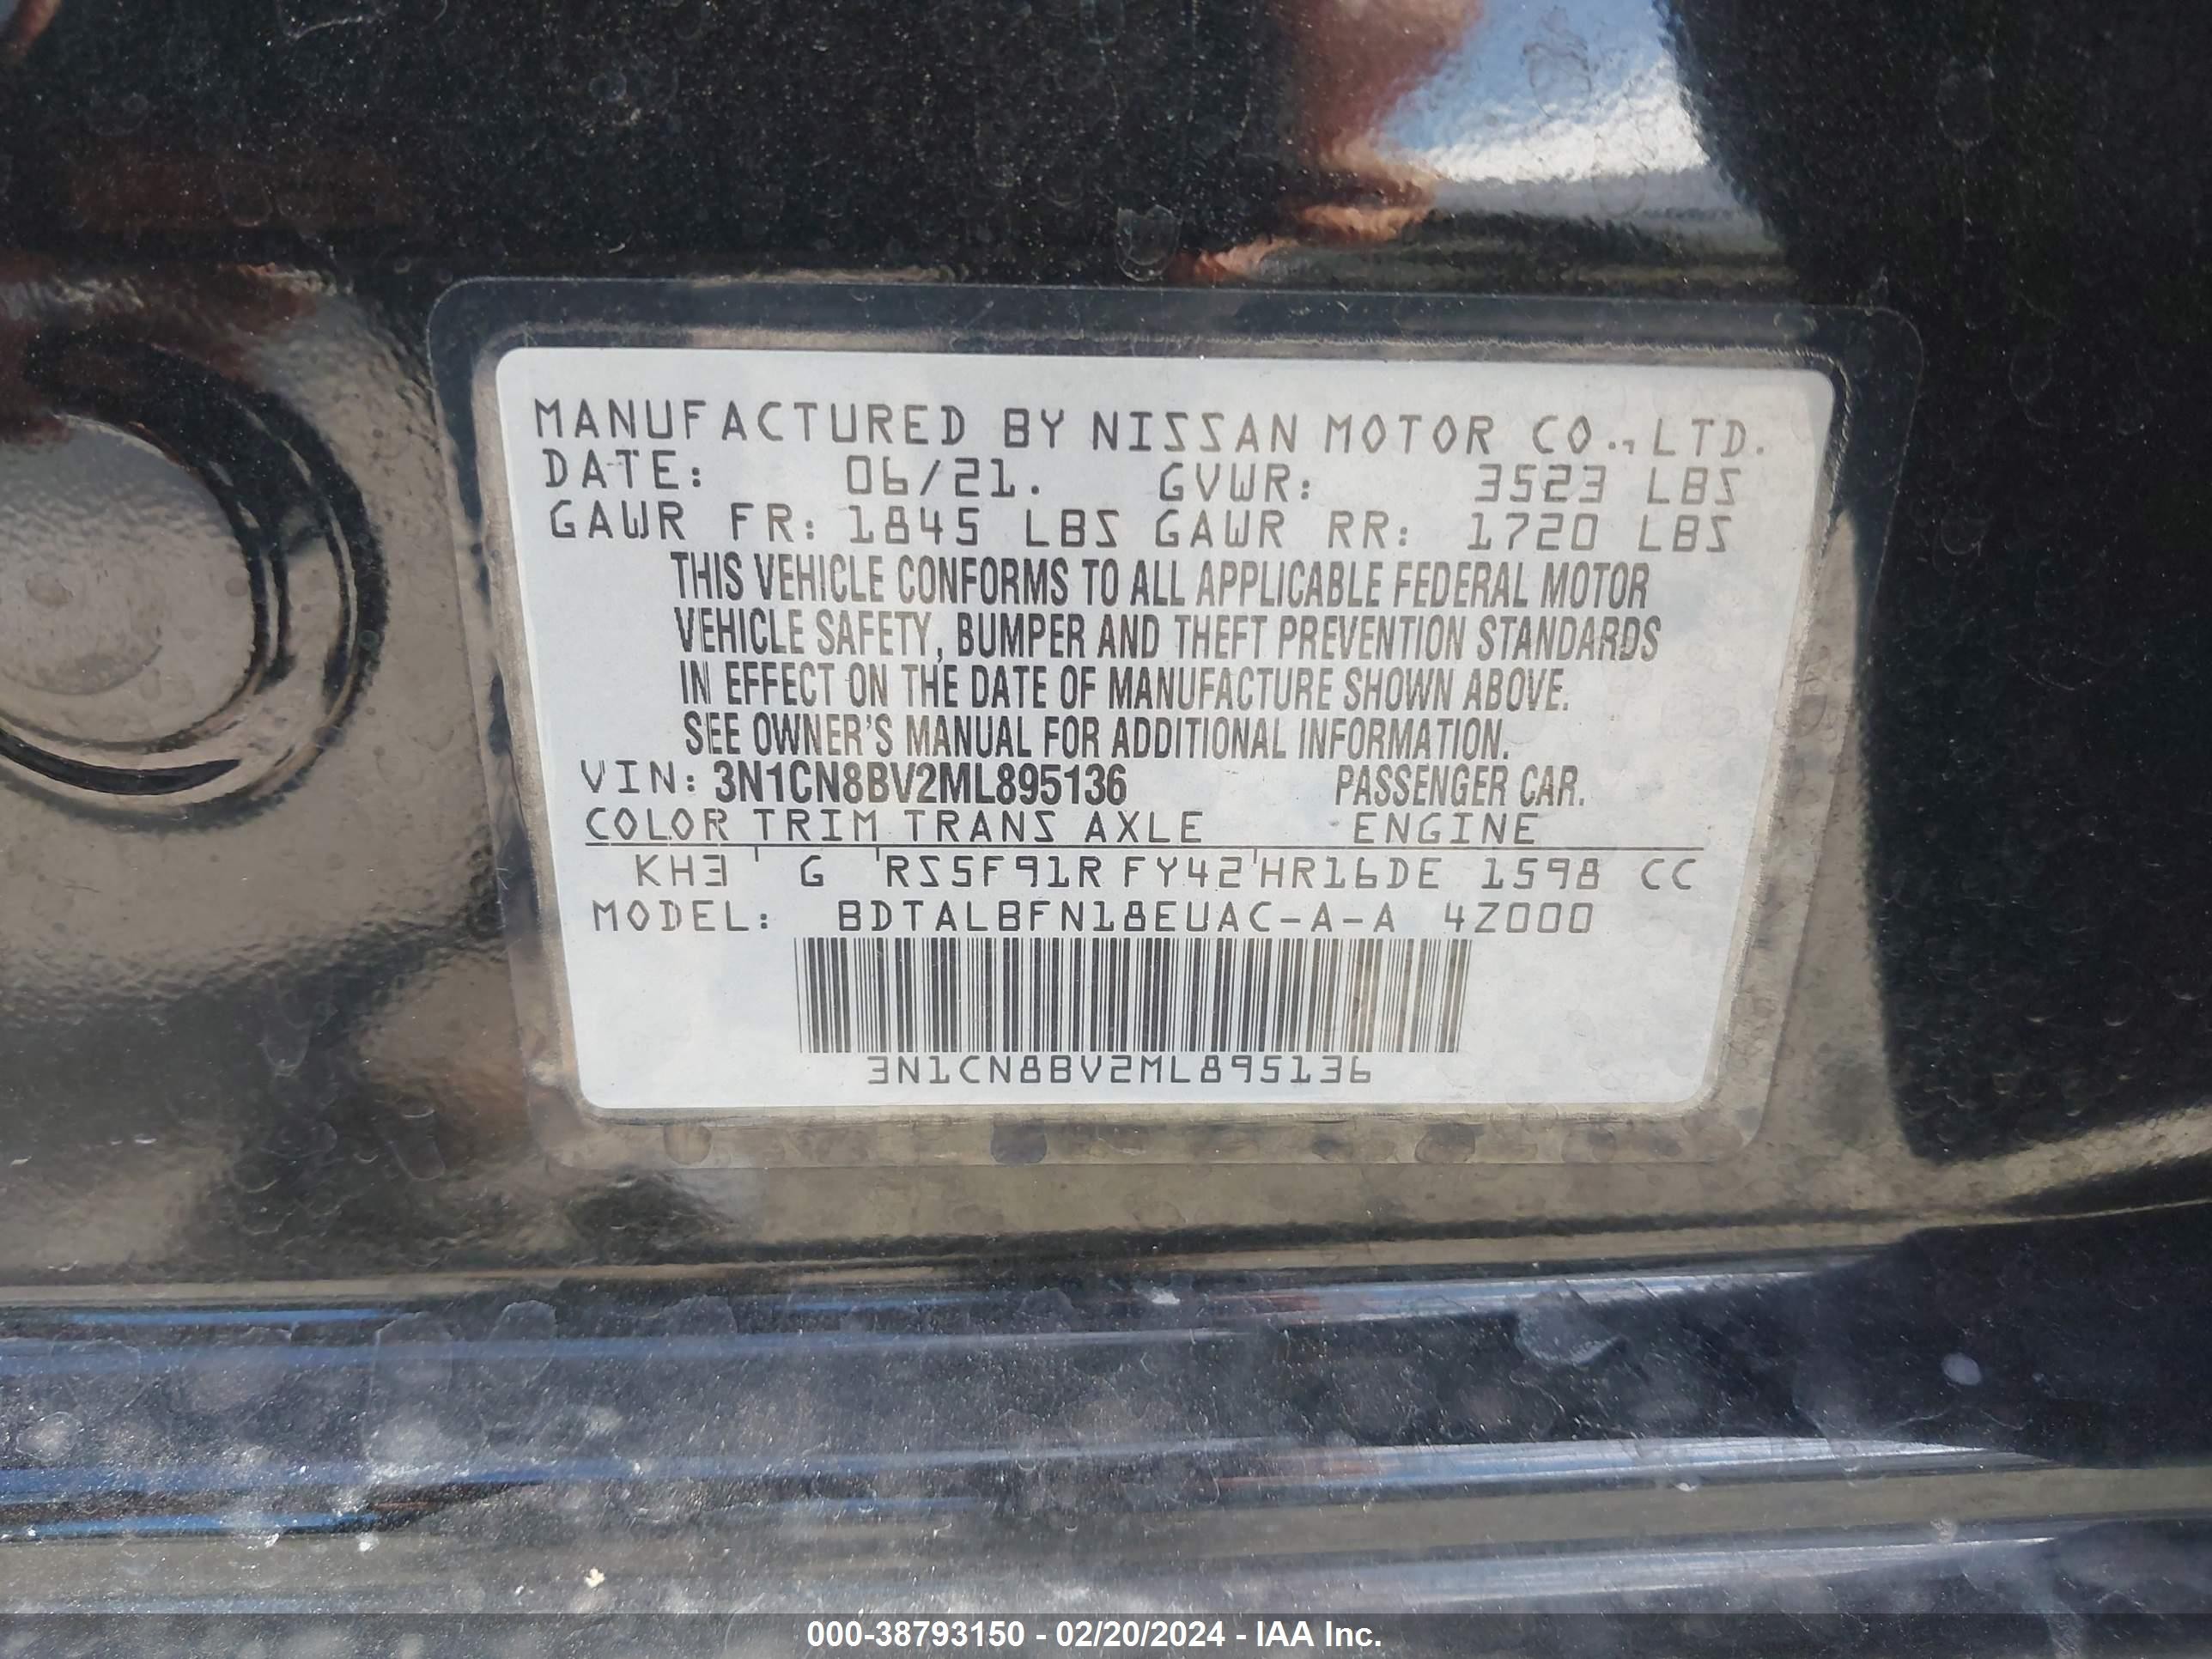 MANUFACTURED BY NISSAN MOTOR CO., LTD.
DATE: 06/21. GVWR: 3523 LBS
GAWR FR: 1845 LBS GAWR RR: 1720 LBS
THIS VEHICLE CONFORMS TO ALL APPLICABLE FEDERAL MOTOR
VEHICLE SAFETY, BUMPER AND THEFT PREVENTION STANDARDS
IN EFFECT ON THE DATE OF MANUFACTURE SHOWN ABOVE.
SEE OWNER'S MANUAL FOR ADDITIONAL INFORMATION.
VIN: 3N1CN8BV2ML895136 PASSENGER CAR.
COLOR TRIM TRANS AXLE ENGINE
KH3 G RS5F91R FY42 HR16DE 1598 CC
MODEL: BDTALBFN18EUAC-A-A 4Z000
3N1CN8BV2ML895136
000-38793150 - 02/20/2024 - IAA Inc.